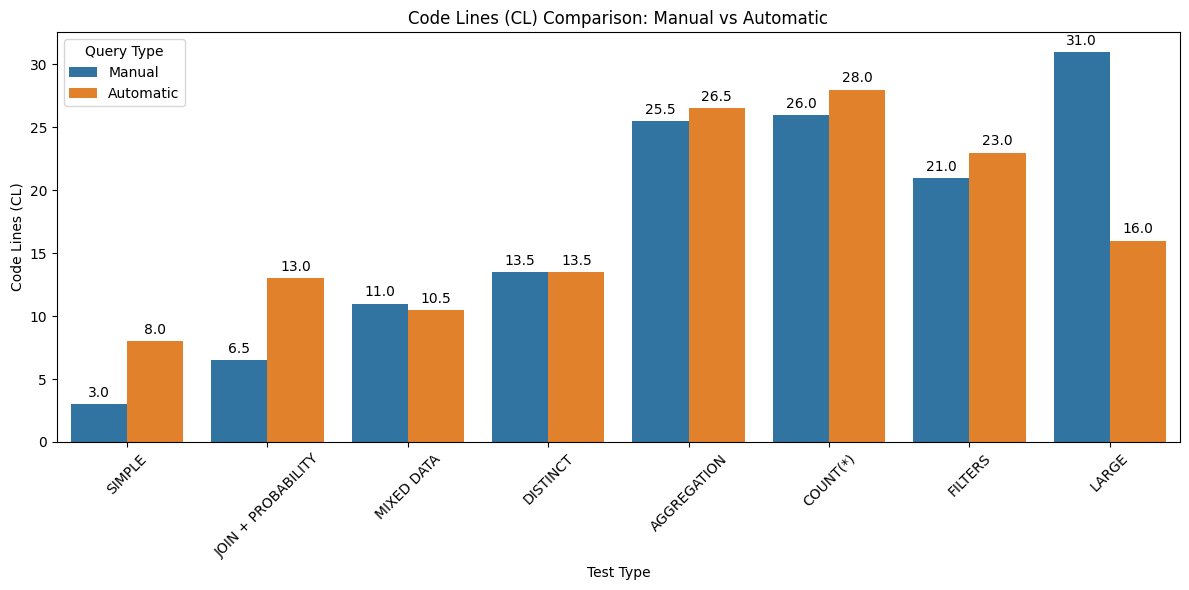 Code Lines (CL) Comparison: Manual vs Automatic
Query Type
Manual
Automatic
Code Lines (CL)
30
25
20
15
10
5
0
3.0
8.0
6.5
13.0
11.0
10.5
13.5
13.5
25.5
26.5
26.0
28.0
21.0
23.0
31.0
16.0
SIMPLE
JOIN + PROBABILITY
MIXED DATA
DISTINCT
AGGREGATION
COUNT(*)
FILTERS
LARGE
Test Type